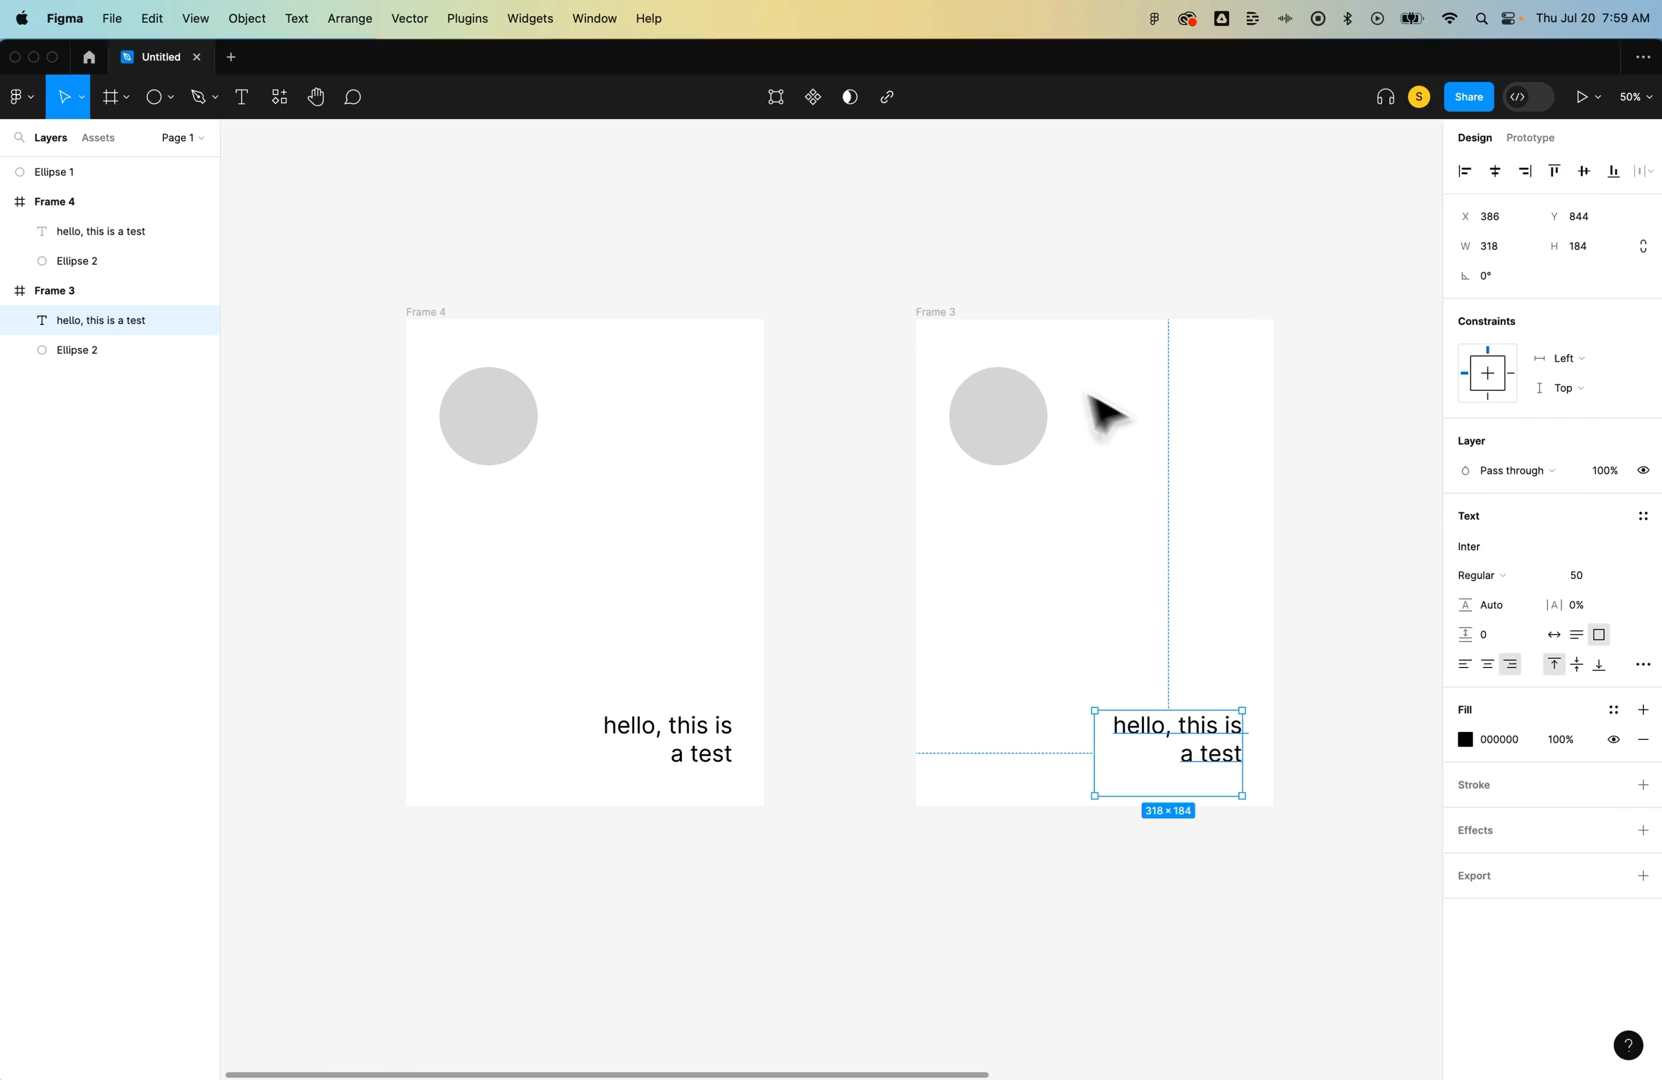 Figma File Edit View Object Text Arrange Vector Plugins Widgets Window Help Thu Jul 20 7:59 AM
Untitled
S Share 50%
Layers Assets Page 1
Ellipse 1
Frame 4
hello, this is a test
Ellipse 2
Frame 3
hello, this is a test
Ellipse 2
Frame 4
hello, this is
a test
Frame 3
hello, this is
a test
318 × 184
Design Prototype
X 386 Y 844
W 318 H 184
0°
Constraints
Left
Top
Layer
Pass through 100%
Text
Inter
Regular 50
Auto 0%
0
Fill
000000 100%
Stroke
Effects
Export
?